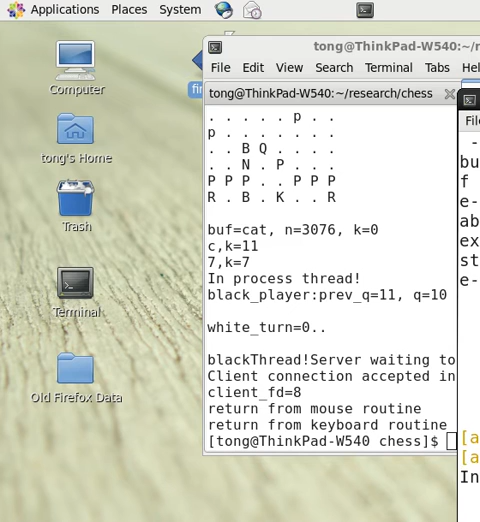 Applications Places System
tong@ThinkPad-W540:~/r
File Edit View Search Terminal Tabs Hel
tong@ThinkPad-W540:~/research/chess
. . . . . p . .
p . . . . . . .
. . B Q . . . .
. . N . P . . .
P P P . . P P P
R . B . K . . R
buf=cat, n=3076, k=0
c,k=11
7,k=7
In process thread!
black_player:prev_q=11, q=10
white_turn=0..
blackThread!Server waiting to
Client connection accepted in
client_fd=8
return from mouse routine
return from keyboard routine
[tong@ThinkPad-W540 chess]$
Computer
tong's Home
Trash
Terminal
Old Firefox Data
fir
File
-
bu
f
e-
ab
ex
st
e-
[a
[a
In